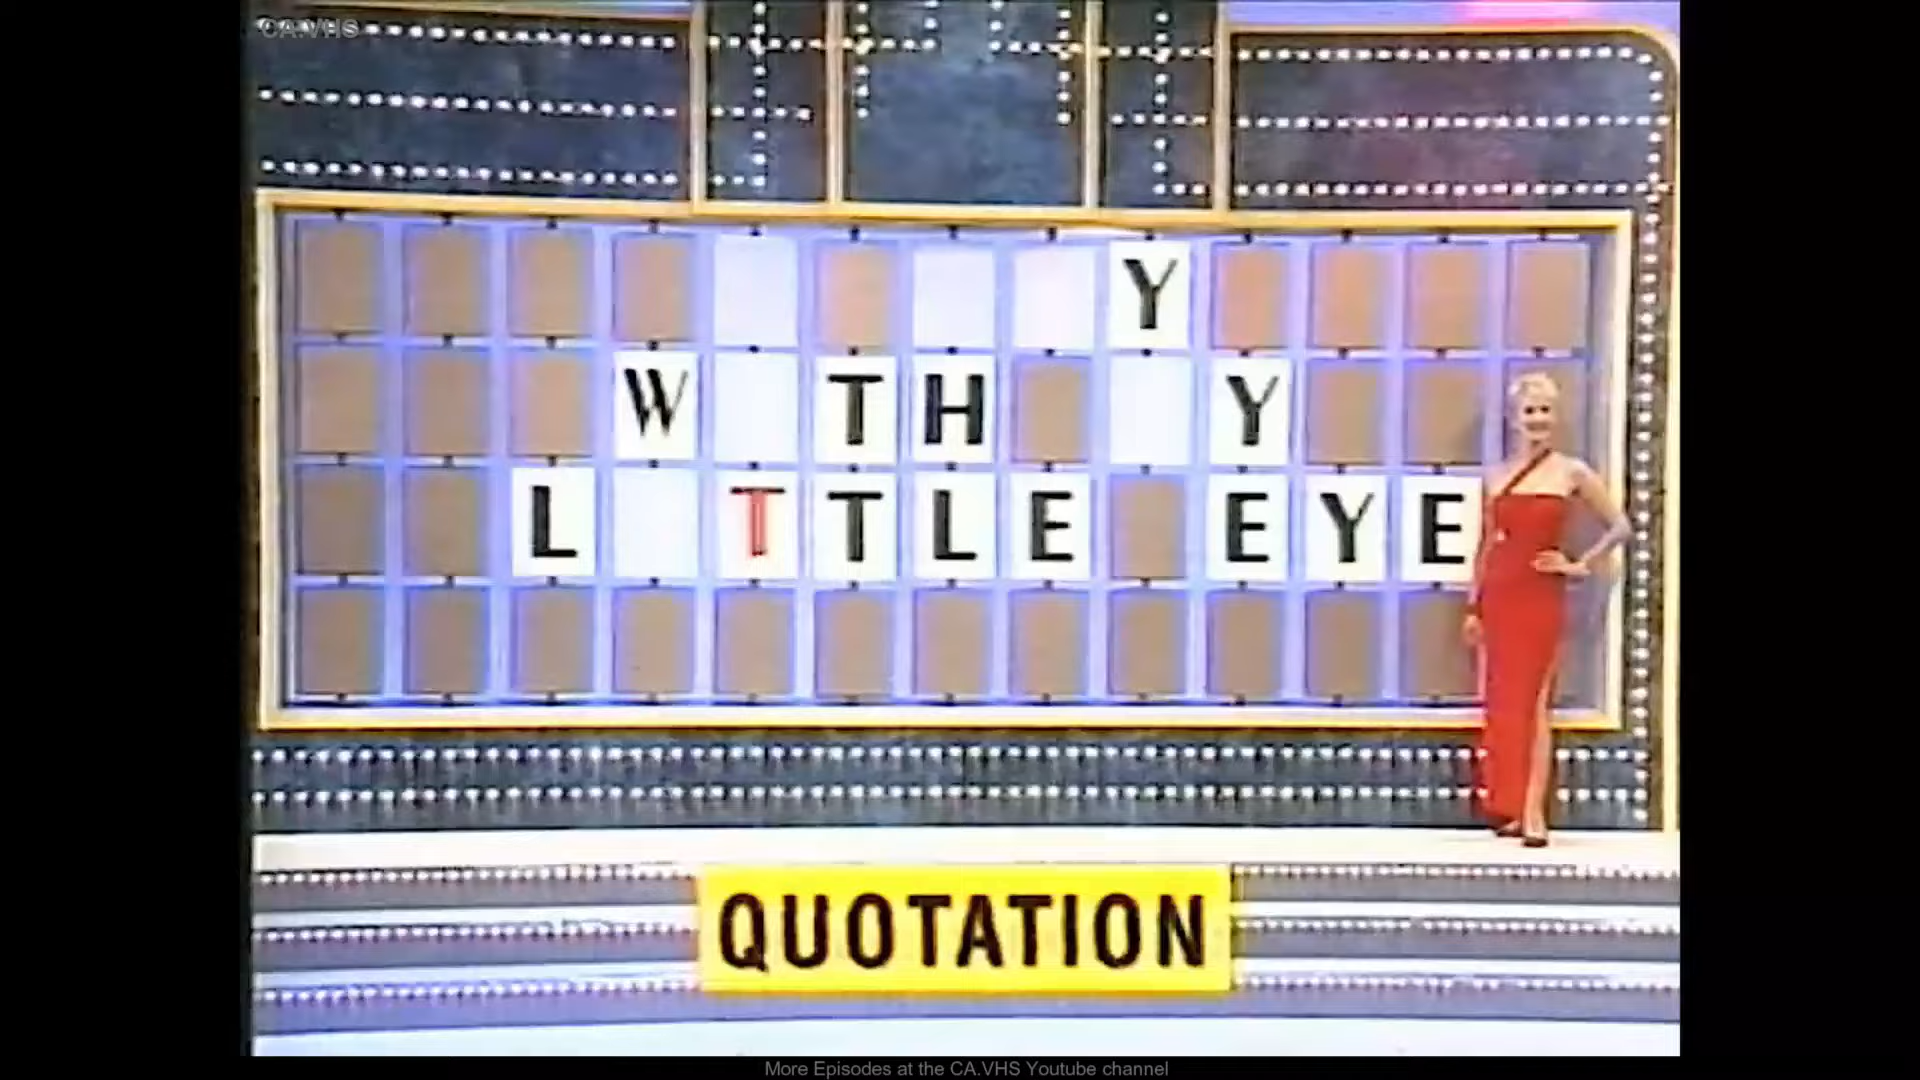 CA.VHS
Y
W TH Y
L TTLE EYE
QUOTATION
More Episodes at the CA.VHS Youtube channel